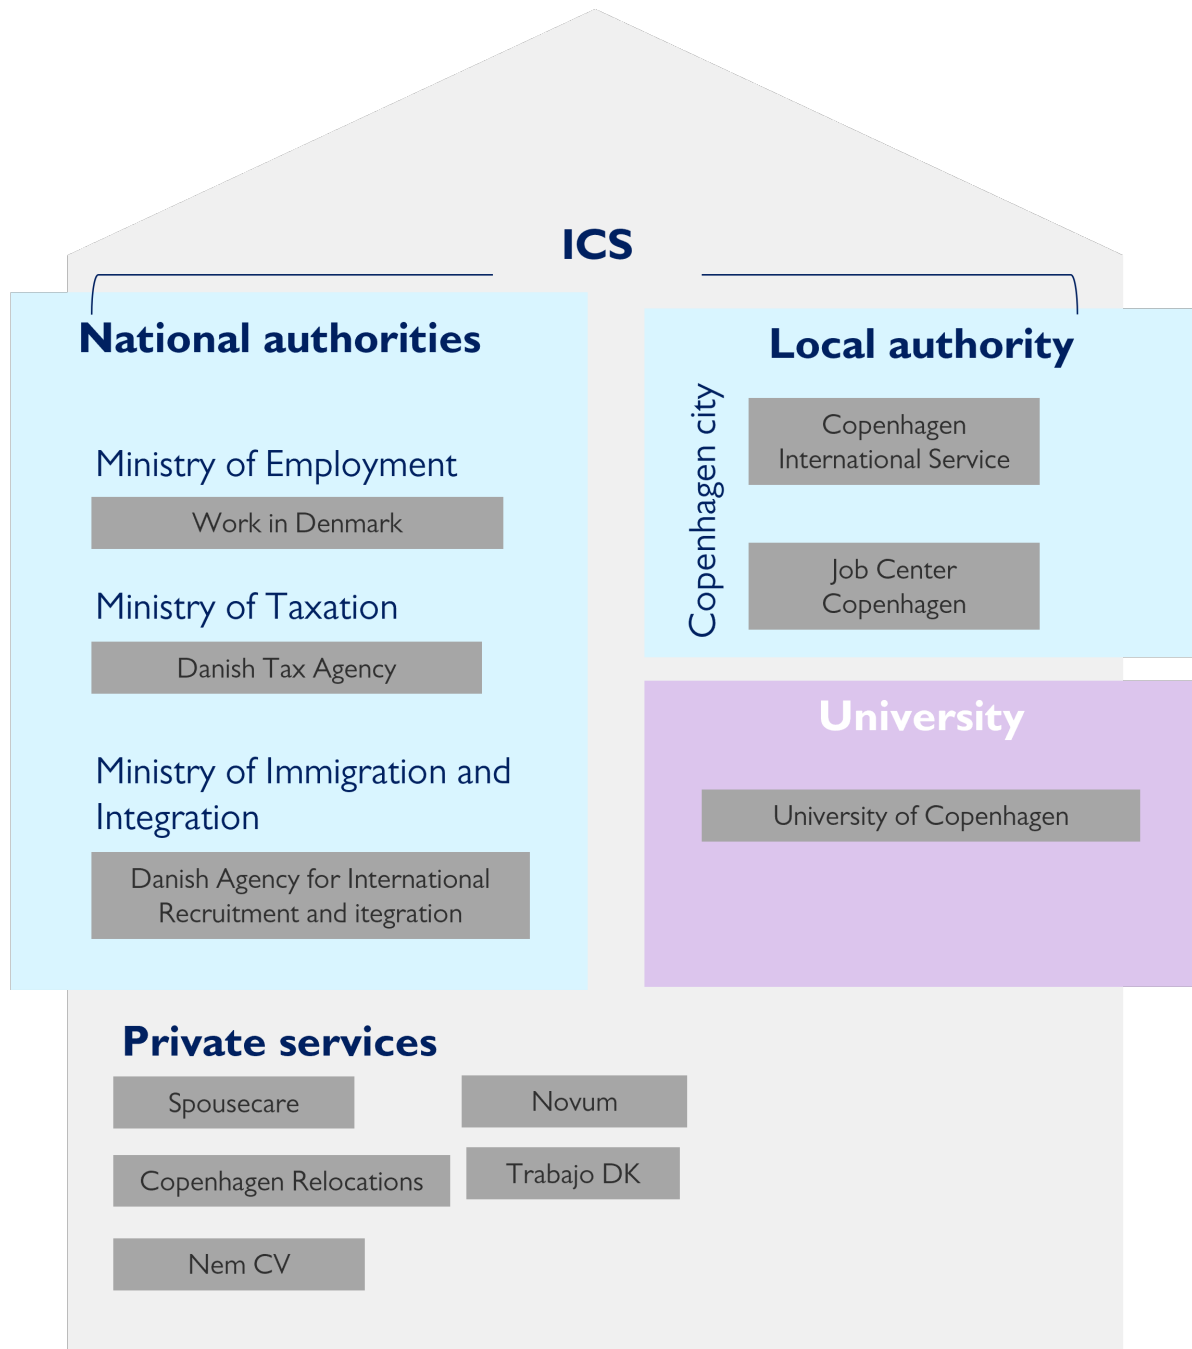 ICS
National authorities
Ministry of Employment
Work in Denmark
Ministry of Taxation
Danish Tax Agency
Ministry of Immigration and
Integration
Danish Agency for International
Recruitment and itegration
Local authority
Copenhagen city
Copenhagen
International Service
Job Center
Copenhagen
University
University of Copenhagen
Private services
Spousecare
Novum
Copenhagen Relocations
Trabajo DK
Nem CV